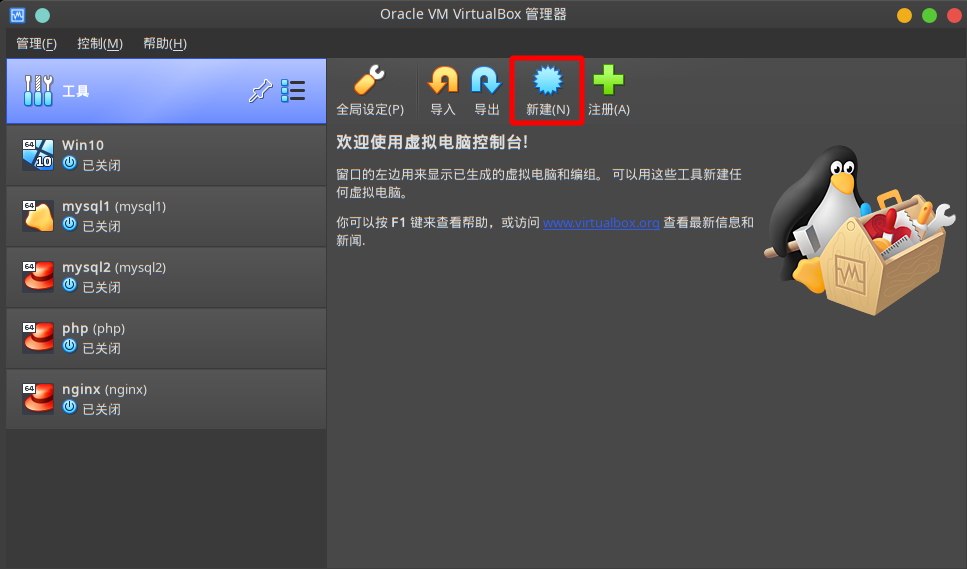 Oracle VM VirtualBox 管理器
管理(F)
控制(M)
帮助(H)
工具
全局设定(P)
导入
导出
新建(N)
注册(A)
64
10
Win10
已关闭
64
mysql1 (mysql1)
已关闭
64
mysql2 (mysql2)
已关闭
64
php (php)
已关闭
64
nginx (nginx)
已关闭
欢迎使用虚拟电脑控制台!
窗口的左边用来显示已生成的虚拟电脑和编组。 可以用这些工具新建任
何虚拟电脑。
你可以按 F1 键来查看帮助，或访问 www.virtualbox.org 查看最新信息和
新闻.